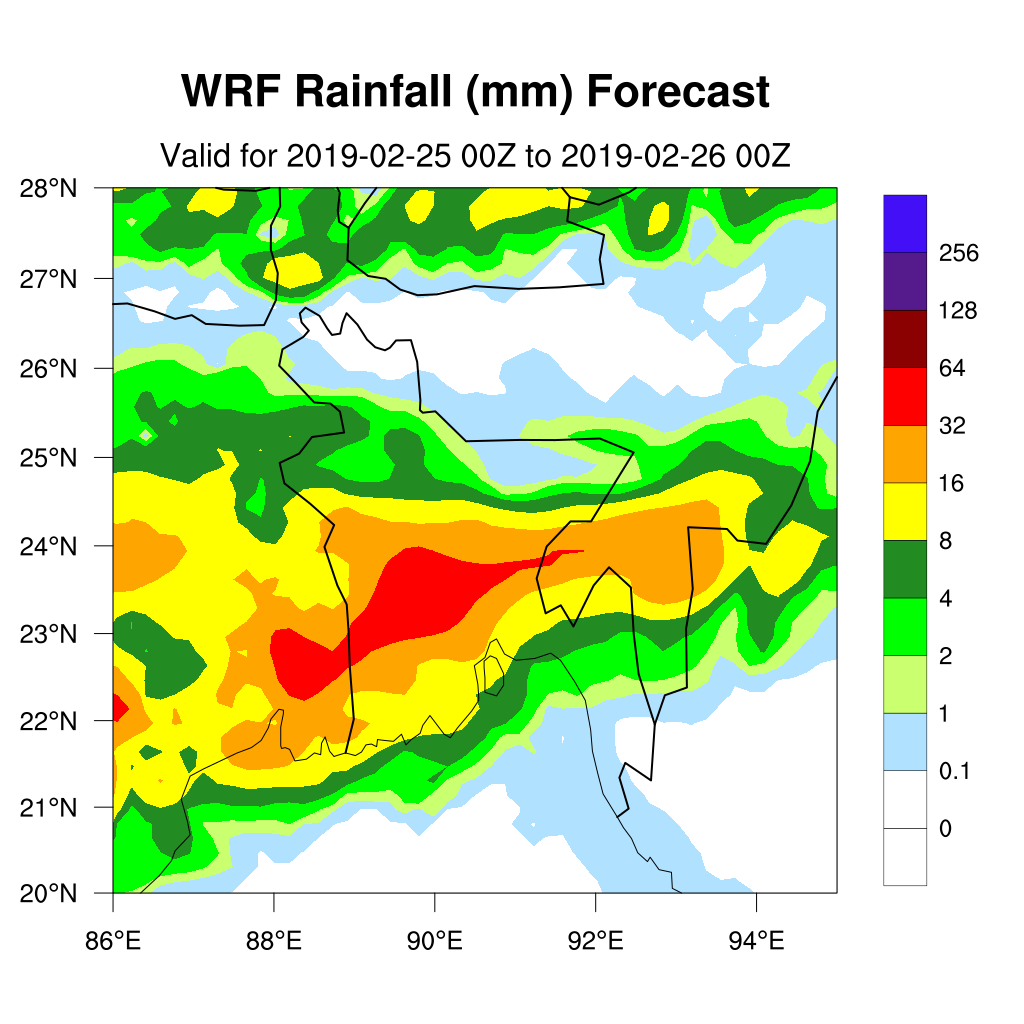 WRF Rainfall (mm) Forecast
Valid for 2019-02-25 00Z to 2019-02-26 00Z
28°N
27°N
26°N
25°N
24°N
23°N
22°N
21°N
20°N
86°E 88°E 90°E 92°E 94°E
256
128
64
32
16
8
4
2
1
0.1
0